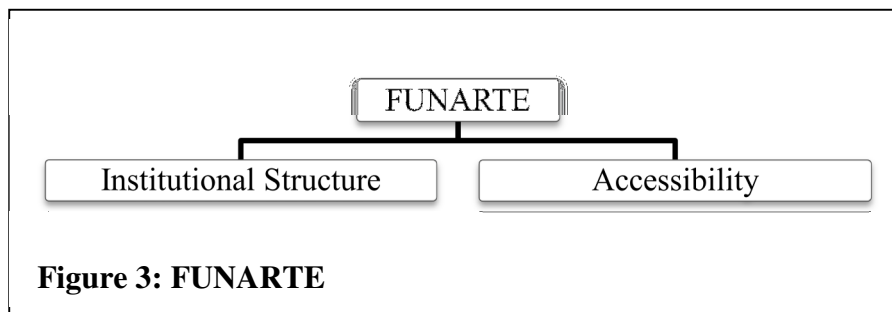 FUNARTE
Institutional Structure
Accessibility
Figure 3: FUNARTE